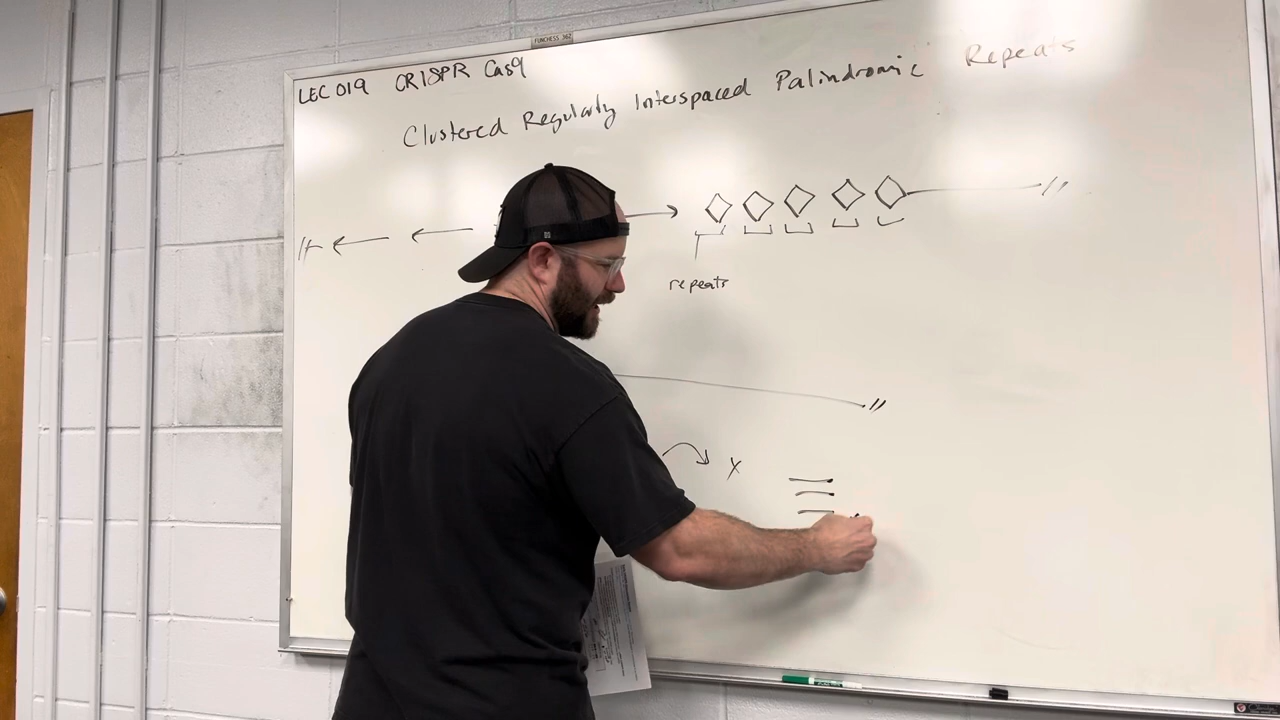 FUNCHESS 362
LEC 019 CRISPR Cas9
Clustered Regularly Interspaced Palindromic Repeats
repeats
X